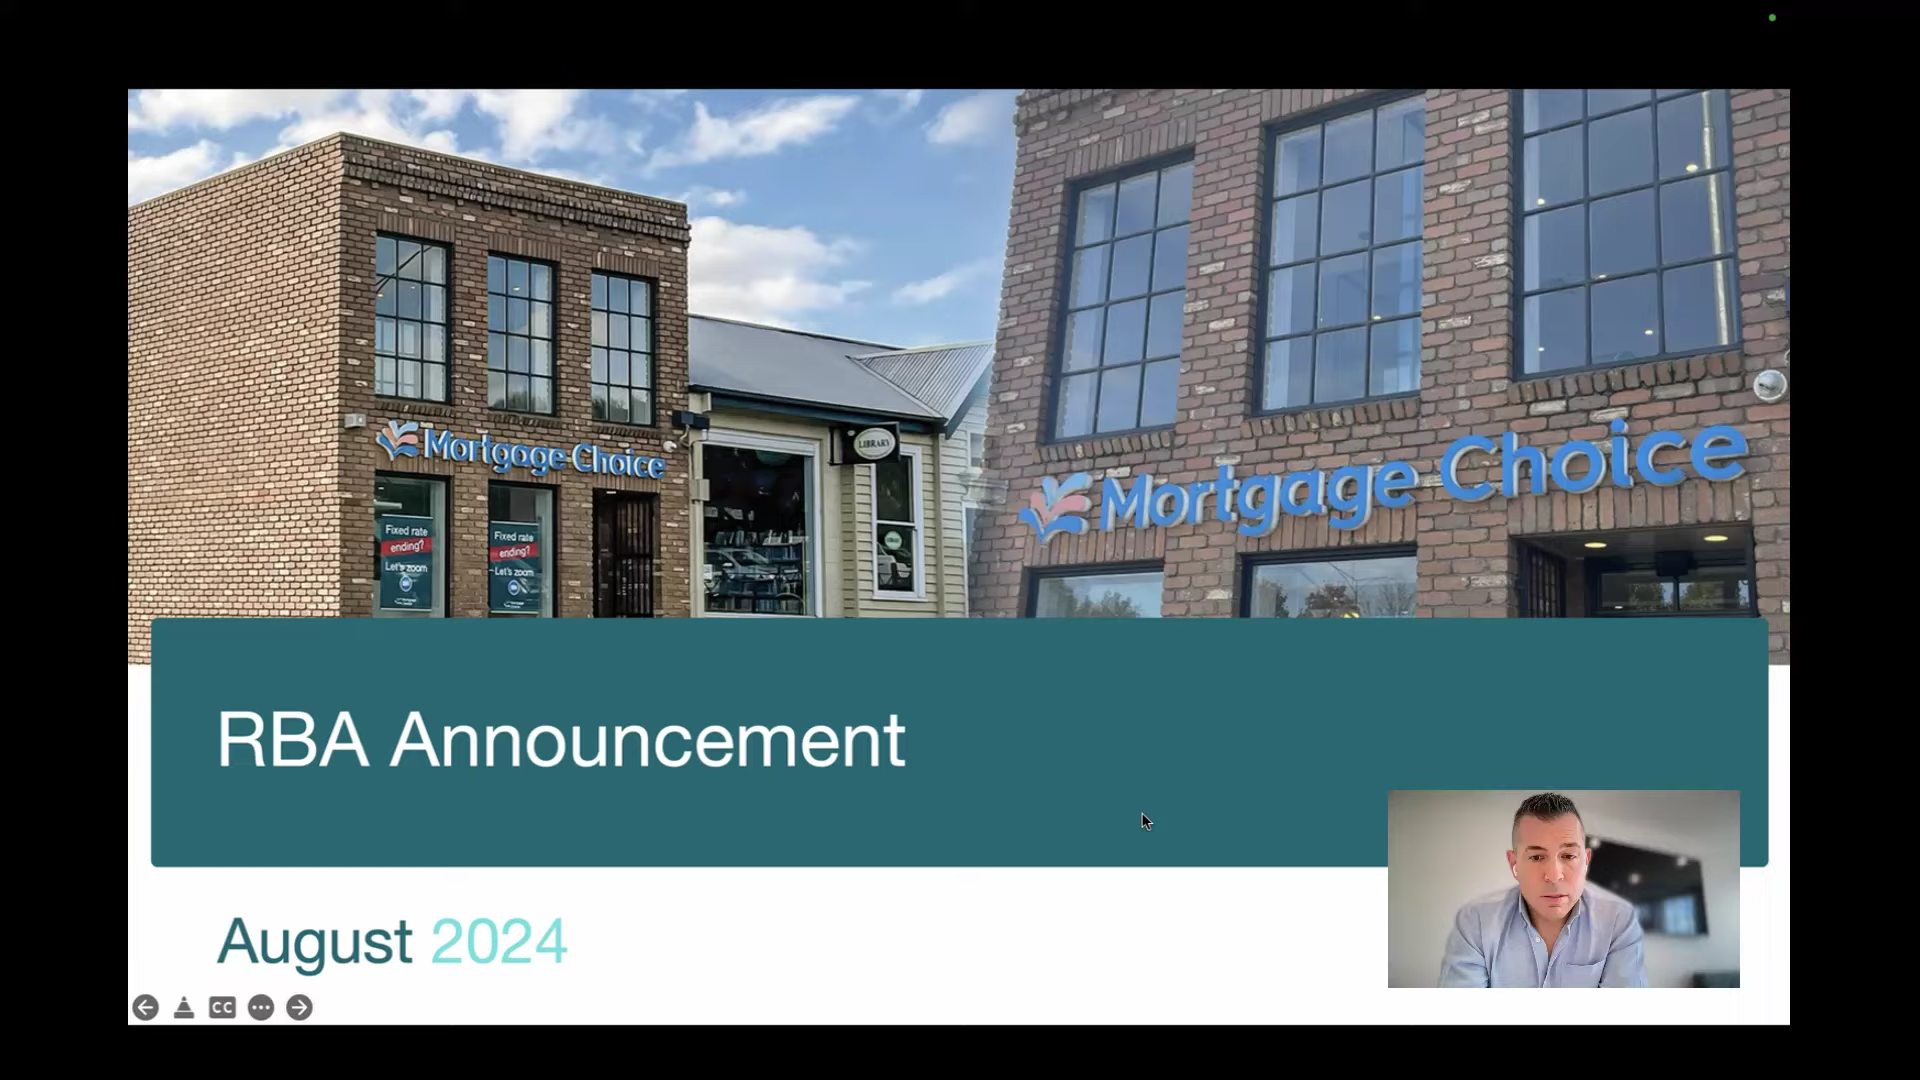 Mortgage Choice
LIBRARY
Mortgage Choice
Fixed rate
ending?
Let's zoom
Fixed rate
ending?
Let's zoom
RBA Announcement
August 2024
CC